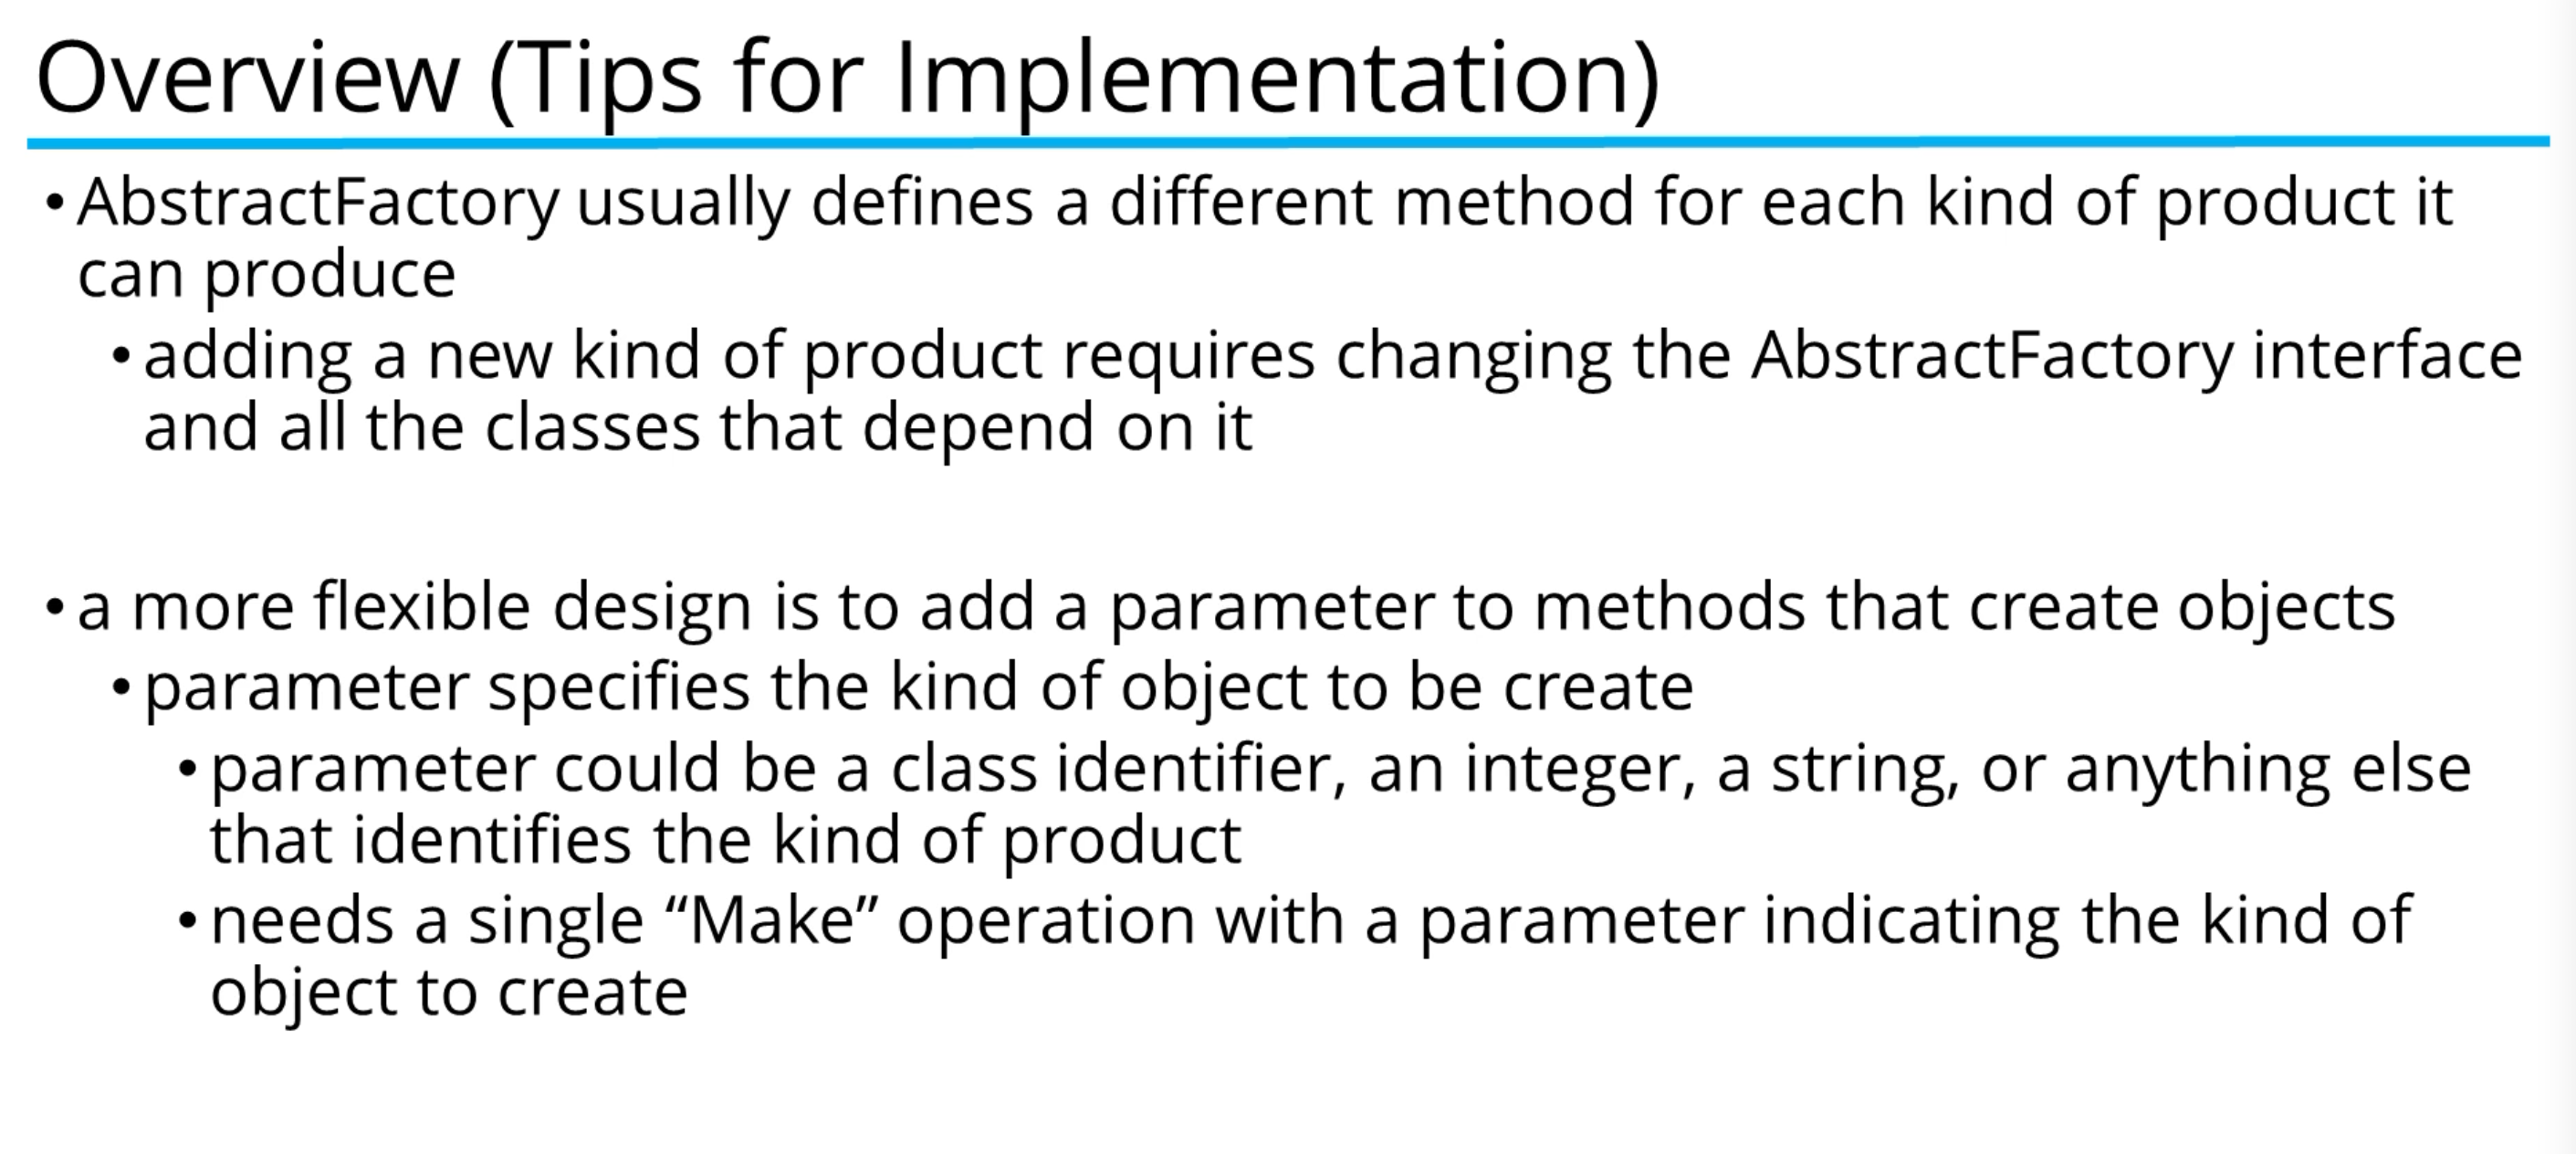 Overview (Tips for Implementation)
• AbstractFactory usually defines a different method for each kind of product it
can produce
• adding a new kind of product requires changing the AbstractFactory interface
and all the classes that depend on it
• a more flexible design is to add a parameter to methods that create objects
• parameter specifies the kind of object to be create
• parameter could be a class identifier, an integer, a string, or anything else
that identifies the kind of product
• needs a single “Make” operation with a parameter indicating the kind of
object to create